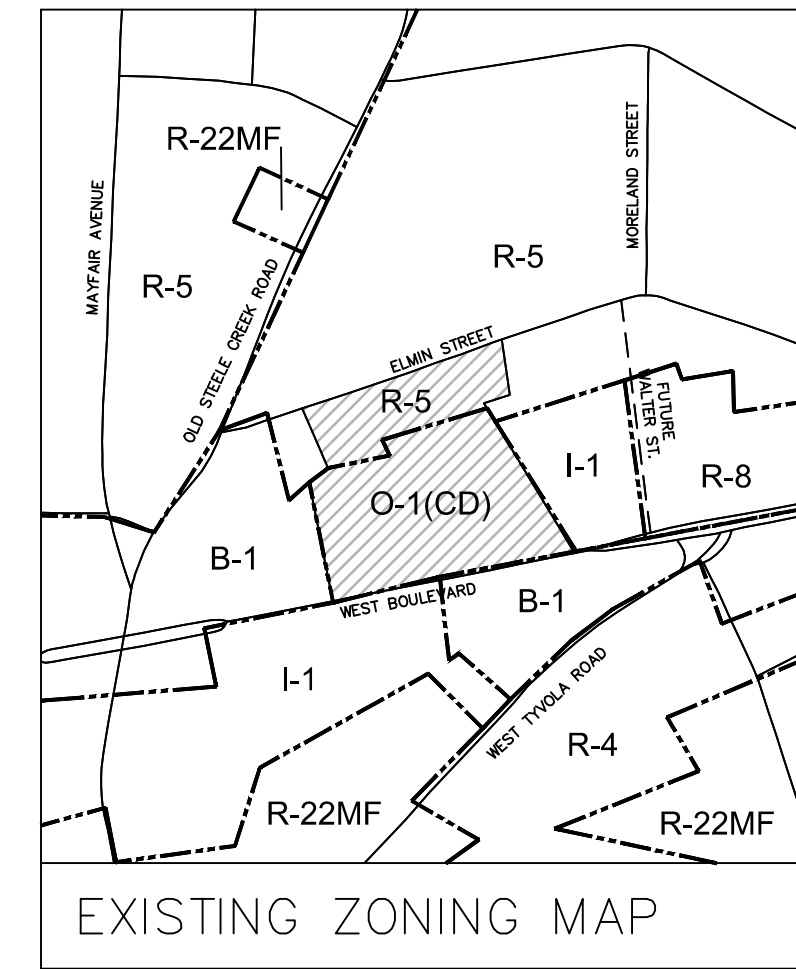 R-22MF
MAYFAIR AVENUE
MORELAND STREET
R-5
R-5
OLD STEELE CREEK ROAD
ELMIN STREET
R-5
FUTURE
WALTER ST.
I-1
R-8
O-1(CD)
B-1
WEST BOULEVARD
B-1
I-1
WEST TYVOLA ROAD
R-4
R-22MF
R-22MF
EXISTING ZONING MAP